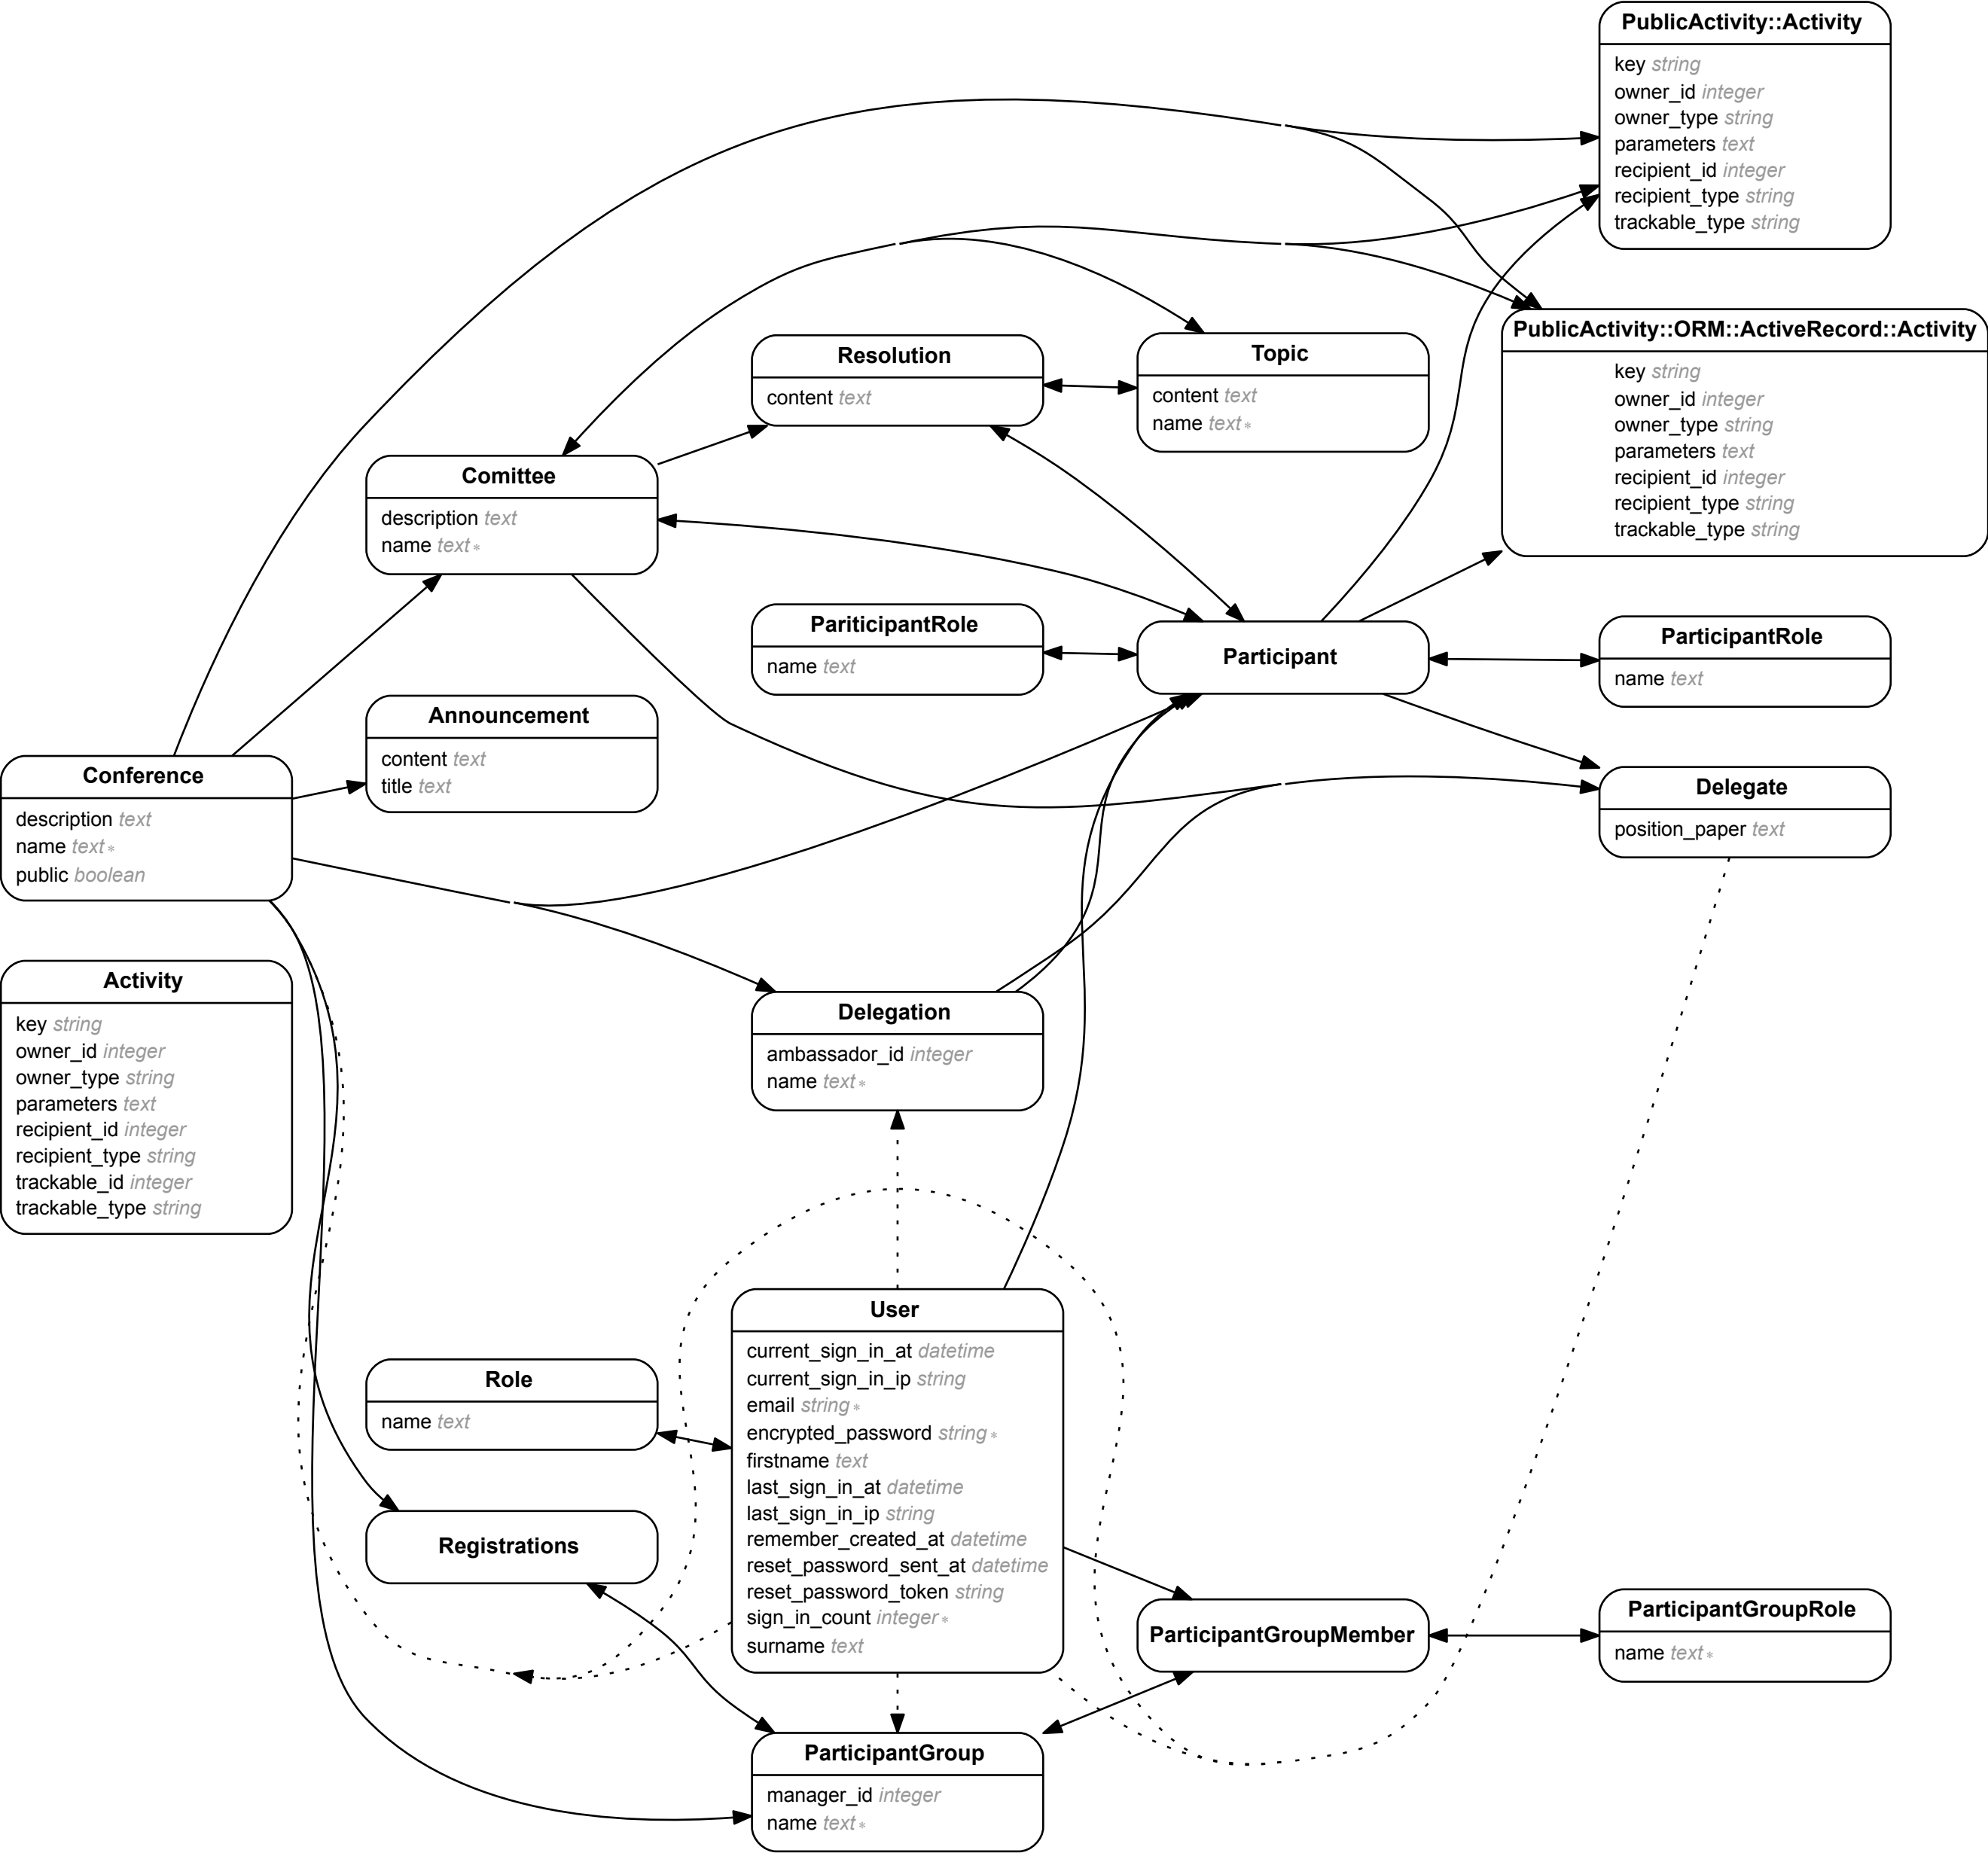 PublicActivity::Activity
key string
owner_id integer
owner_type string
parameters text
recipient_id integer
recipient_type string
trackable_type string
PublicActivity::ORM::ActiveRecord::Activity
key string
owner_id integer
owner_type string
parameters text
recipient_id integer
recipient_type string
trackable_type string
Resolution
content text
Topic
content text
name text *
Comittee
description text
name text *
PariticipantRole
name text
Participant
ParticipantRole
name text
Announcement
content text
title text
Conference
description text
name text *
public boolean
Delegate
position_paper text
Activity
key string
owner_id integer
owner_type string
parameters text
recipient_id integer
recipient_type string
trackable_id integer
trackable_type string
Delegation
ambassador_id integer
name text *
User
current_sign_in_at datetime
current_sign_in_ip string
email string *
encrypted_password string *
firstname text
last_sign_in_at datetime
last_sign_in_ip string
remember_created_at datetime
reset_password_sent_at datetime
reset_password_token string
sign_in_count integer *
surname text
Role
name text
Registrations
ParticipantGroupMember
ParticipantGroupRole
name text *
ParticipantGroup
manager_id integer
name text *